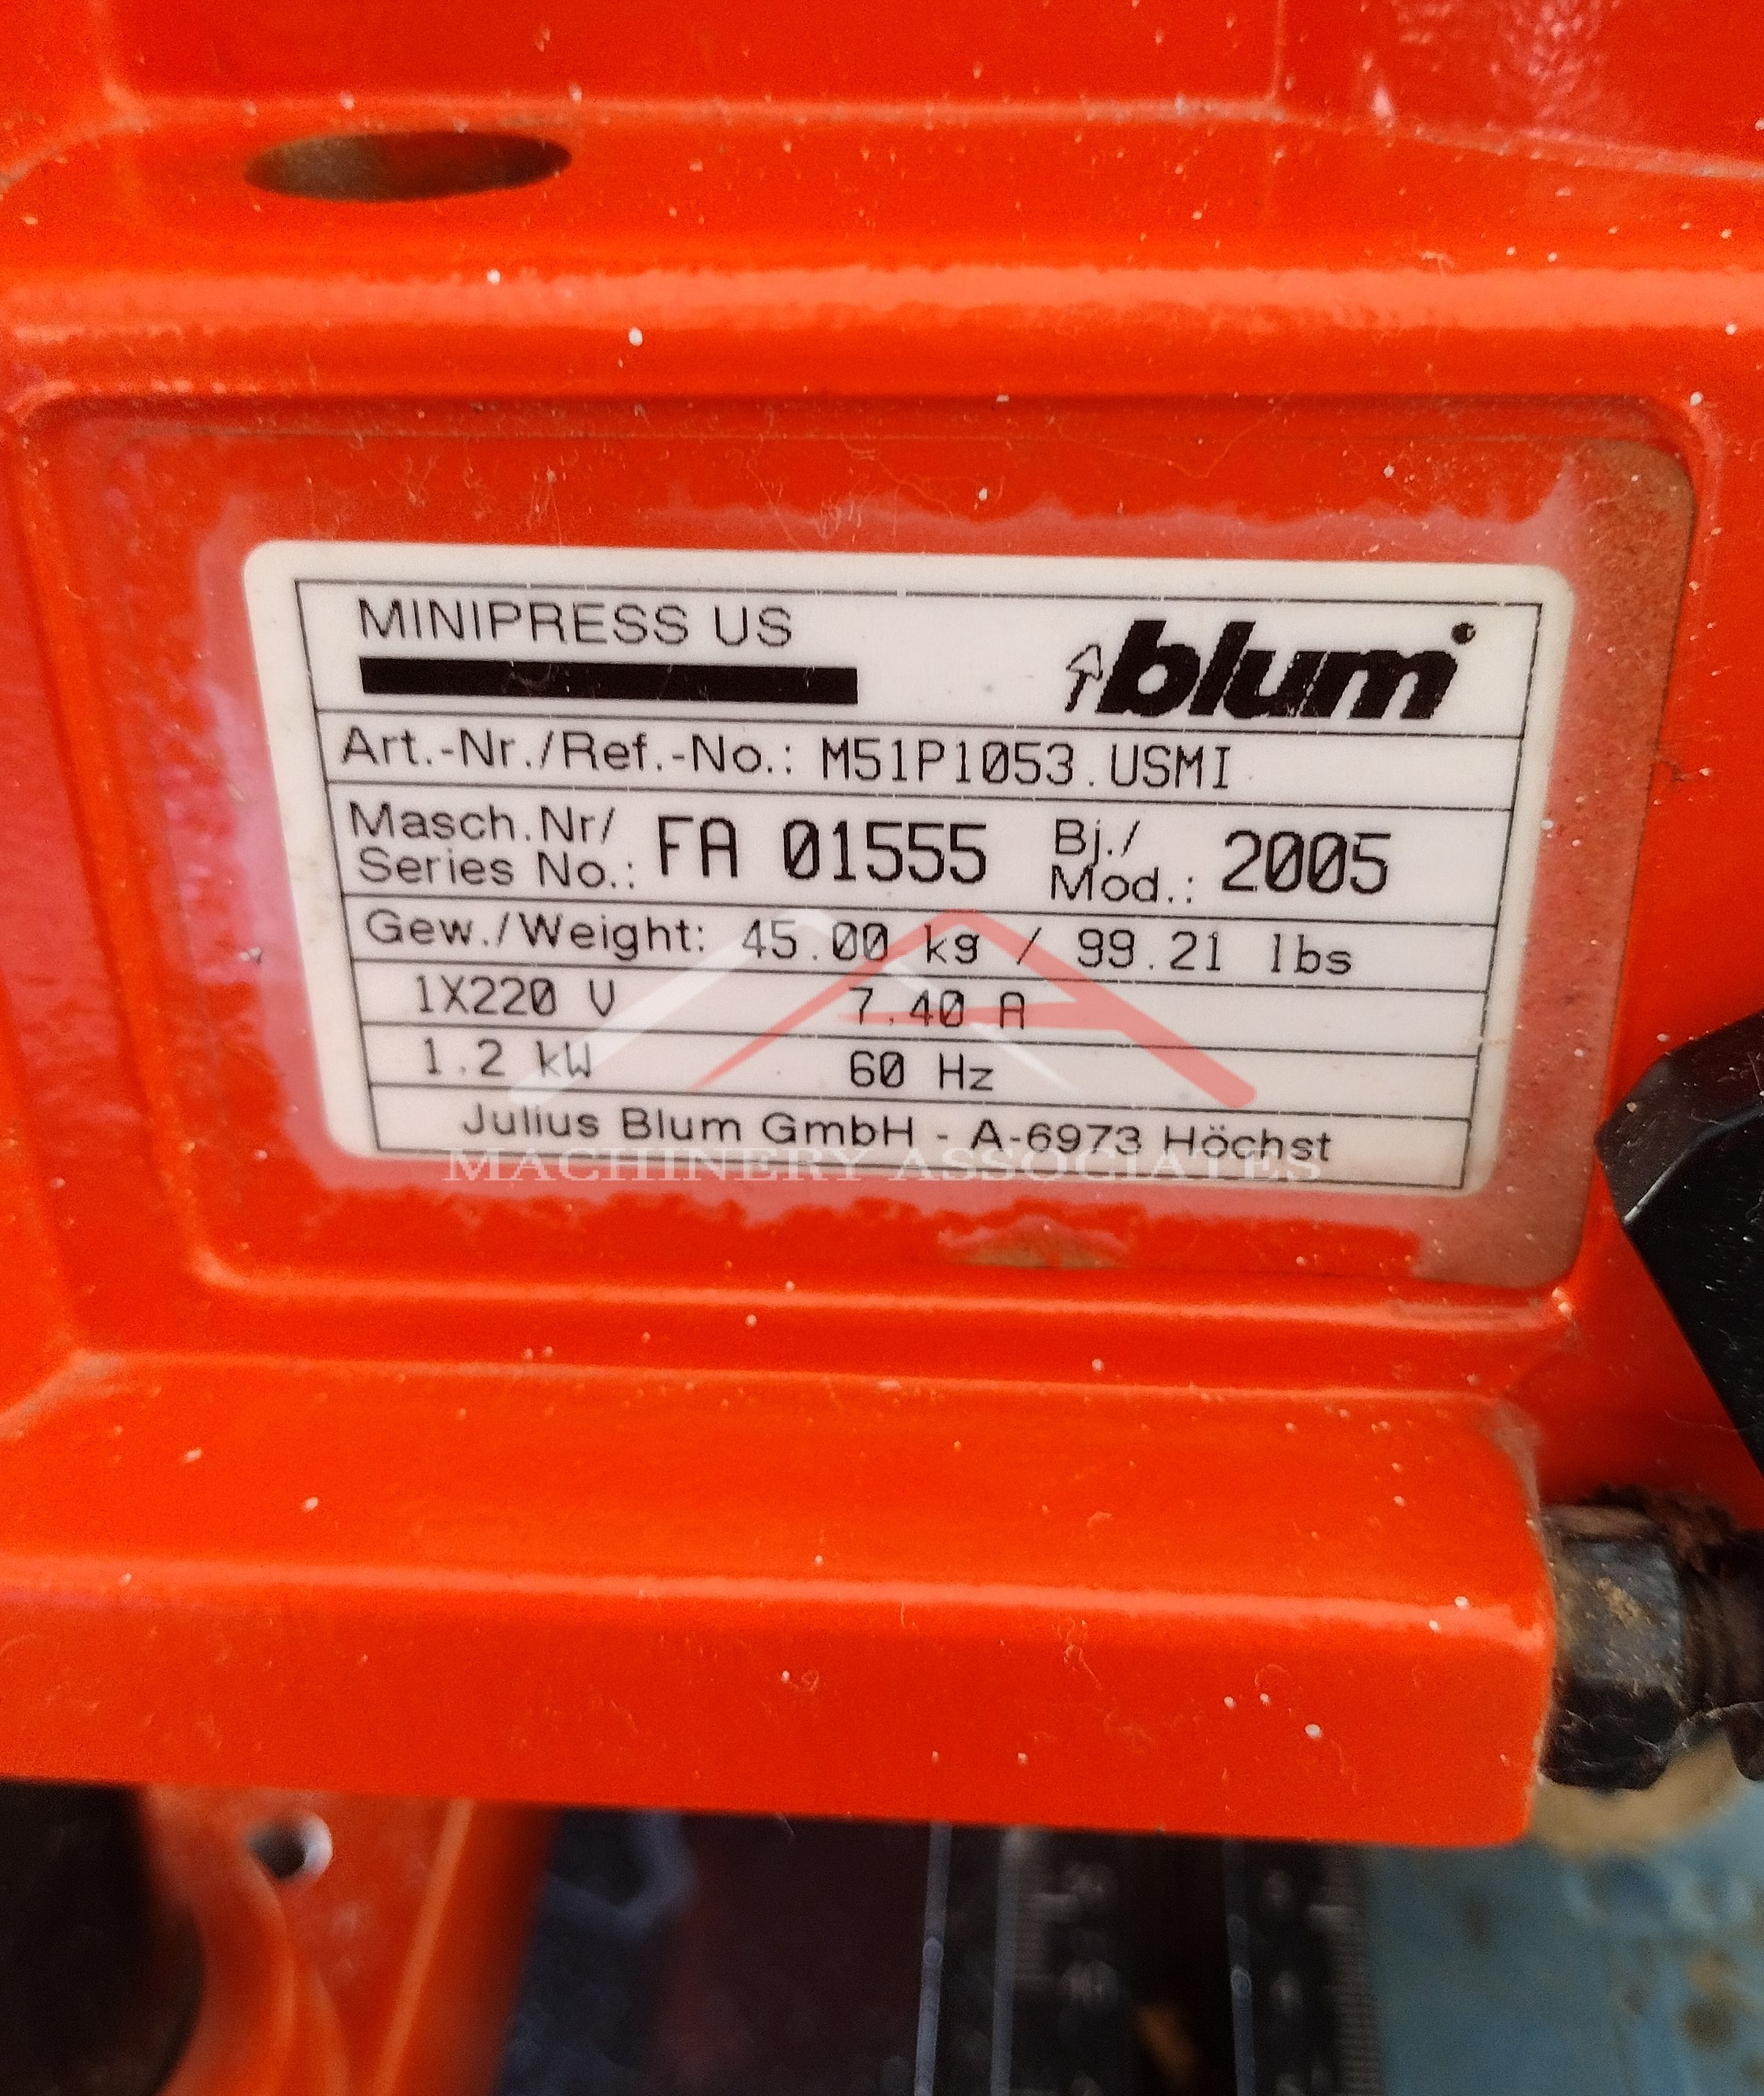 MINIPRESS US
blum
Art.-Nr./Ref.-No.: M51P1053.USMI
Masch.Nr/
Series No.: FA 01555 Bj./
Mod.: 2005
Gew./Weight: 45.00 kg / 99.21 lbs
1X220 V 7.40 A
1.2 kW 60 Hz
Julius Blum GmbH - A-6973 Höchst
MACHINERY ASSOCIATES